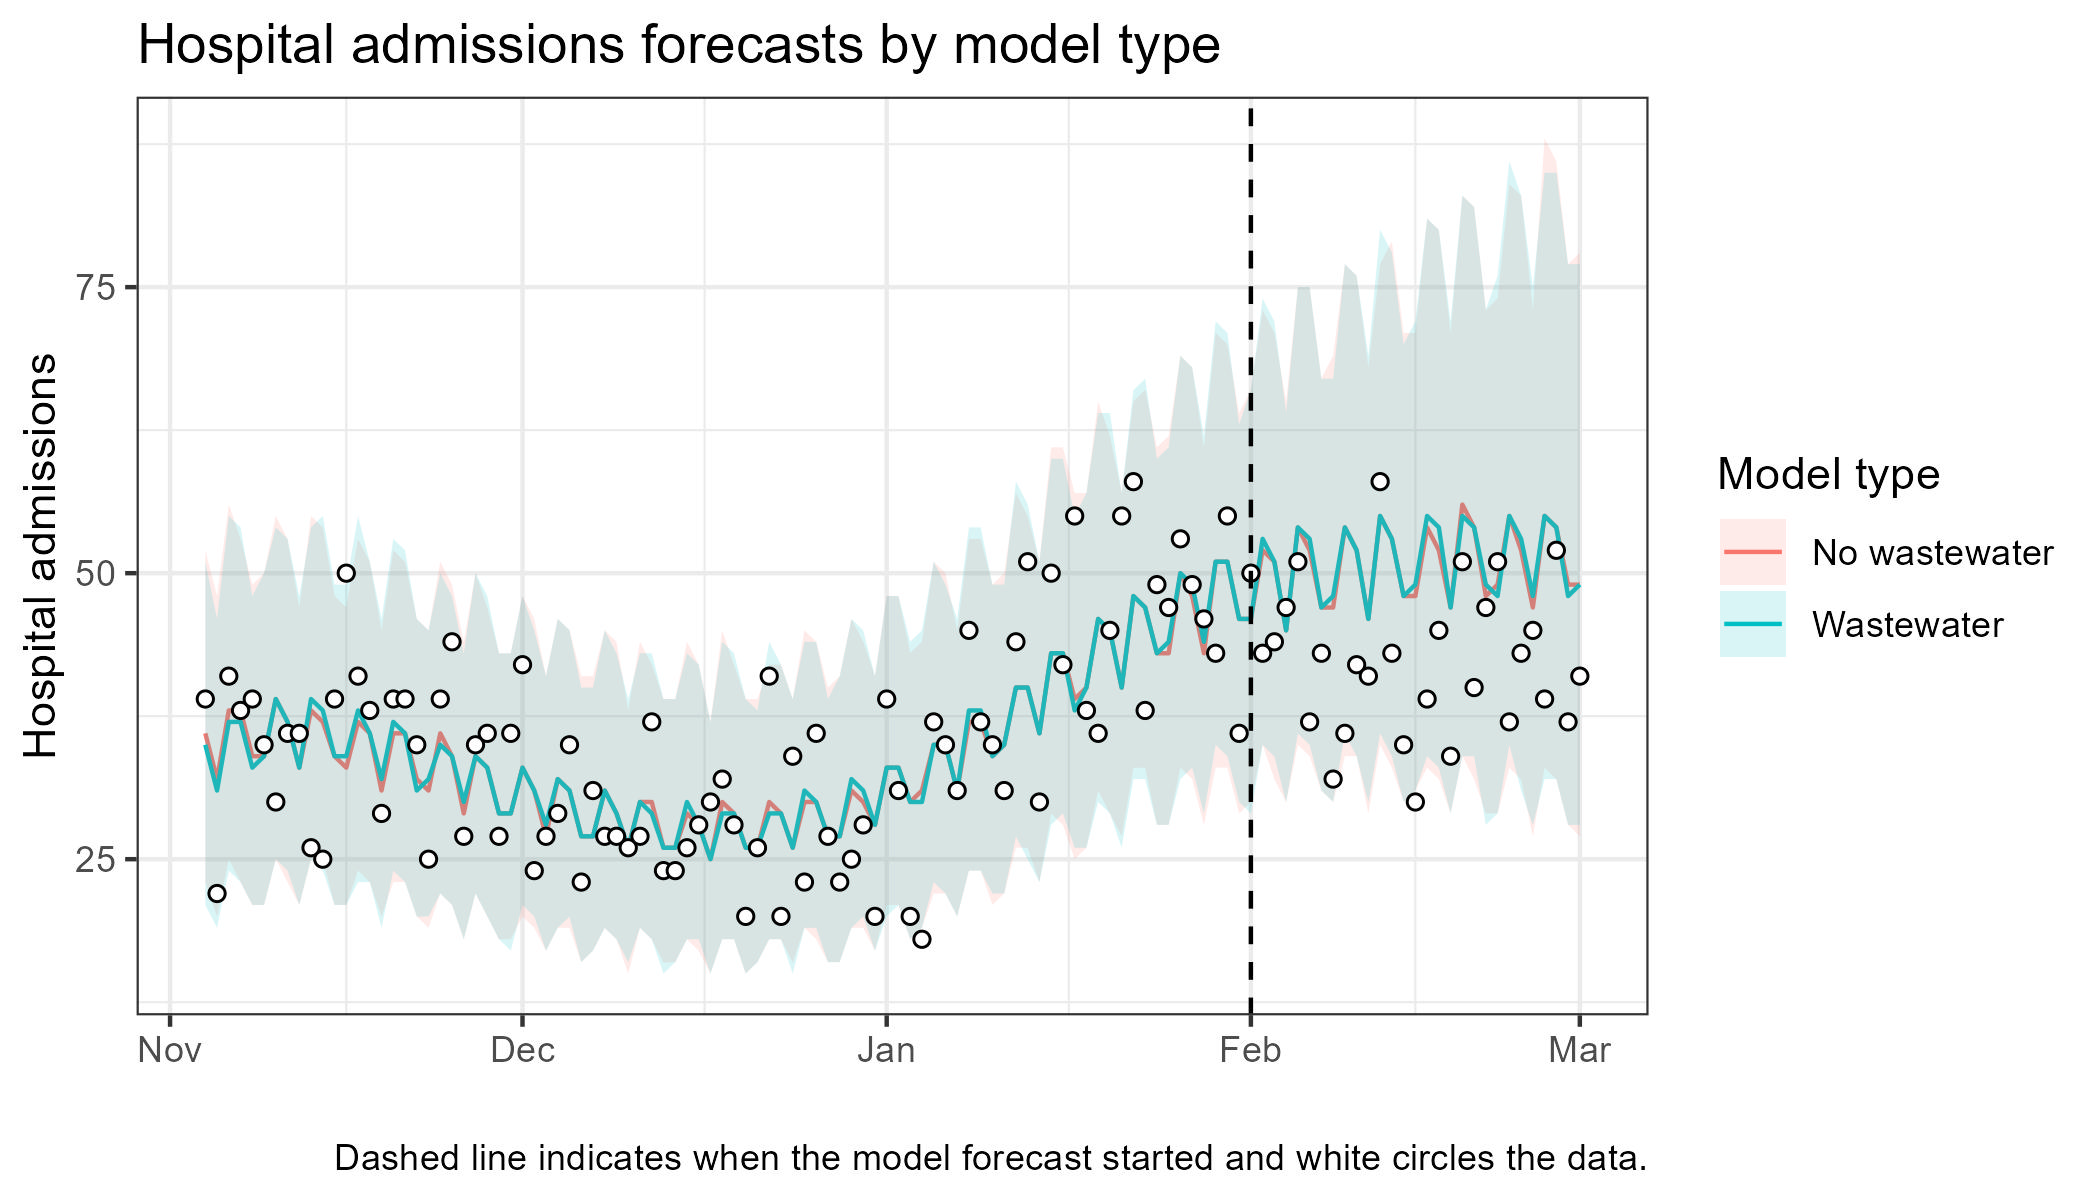 Hospital admissions forecasts by model type
Hospital admissions
75
50
25
Nov Dec Jan Feb Mar
Model type
No wastewater
Wastewater
Dashed line indicates when the model forecast started and white circles the data.